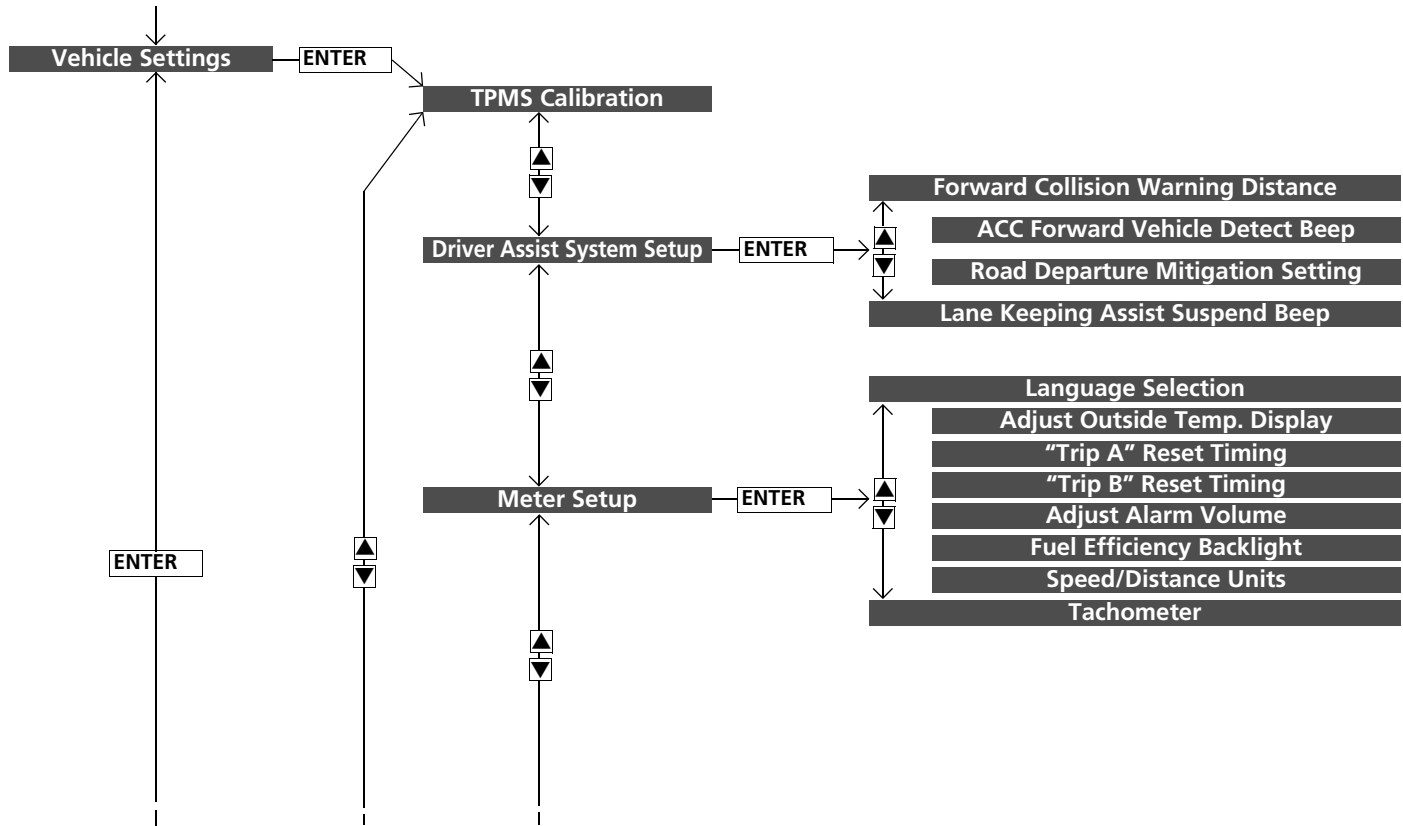 Vehicle Settings
ENTER
TPMS Calibration
Driver Assist System Setup
ENTER
Forward Collision Warning Distance
ACC Forward Vehicle Detect Beep
Road Departure Mitigation Setting
Lane Keeping Assist Suspend Beep
Meter Setup
ENTER
Language Selection
Adjust Outside Temp. Display
“Trip A” Reset Timing
“Trip B” Reset Timing
Adjust Alarm Volume
Fuel Efficiency Backlight
Speed/Distance Units
Tachometer
ENTER